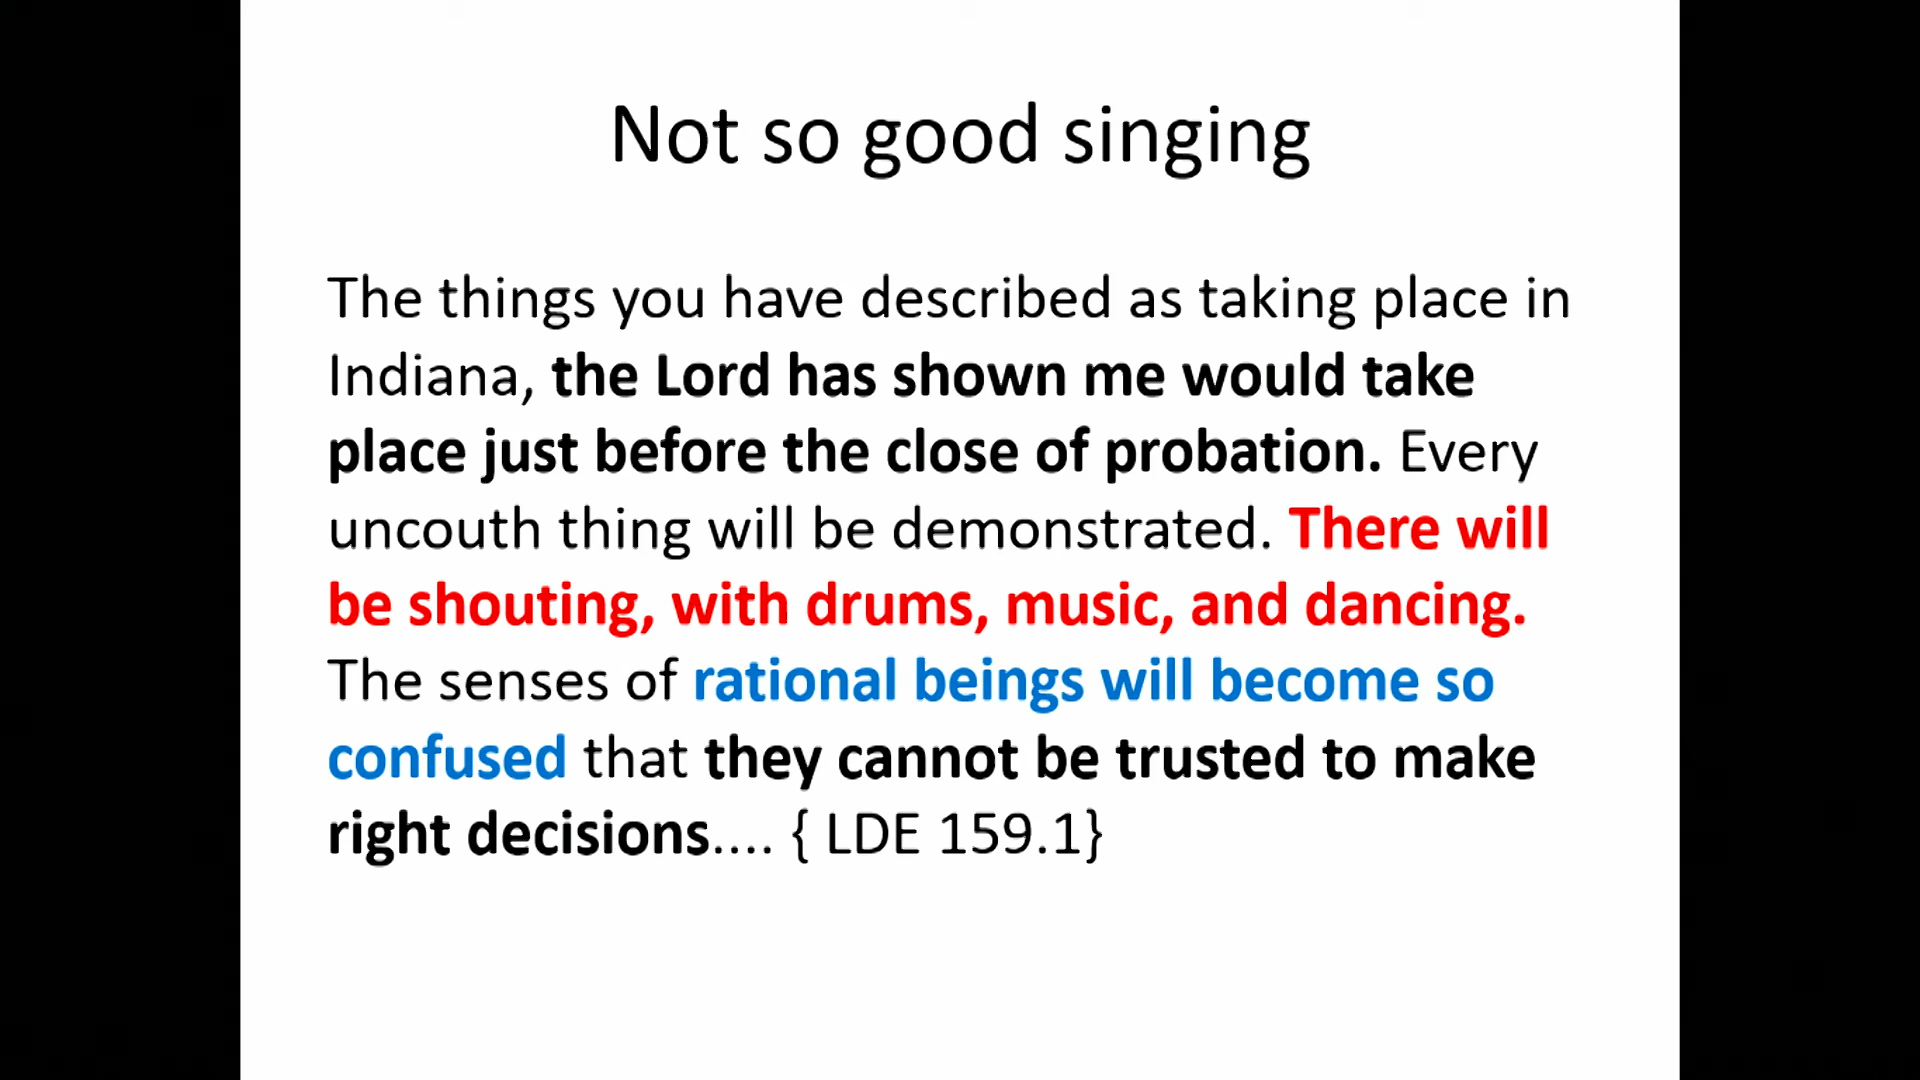 Not so good singing
The things you have described as taking place in
Indiana, the Lord has shown me would take
place just before the close of probation. Every
uncouth thing will be demonstrated. There will
be shouting, with drums, music, and dancing.
The senses of rational beings will become so
confused that they cannot be trusted to make
right decisions.... { LDE 159.1}